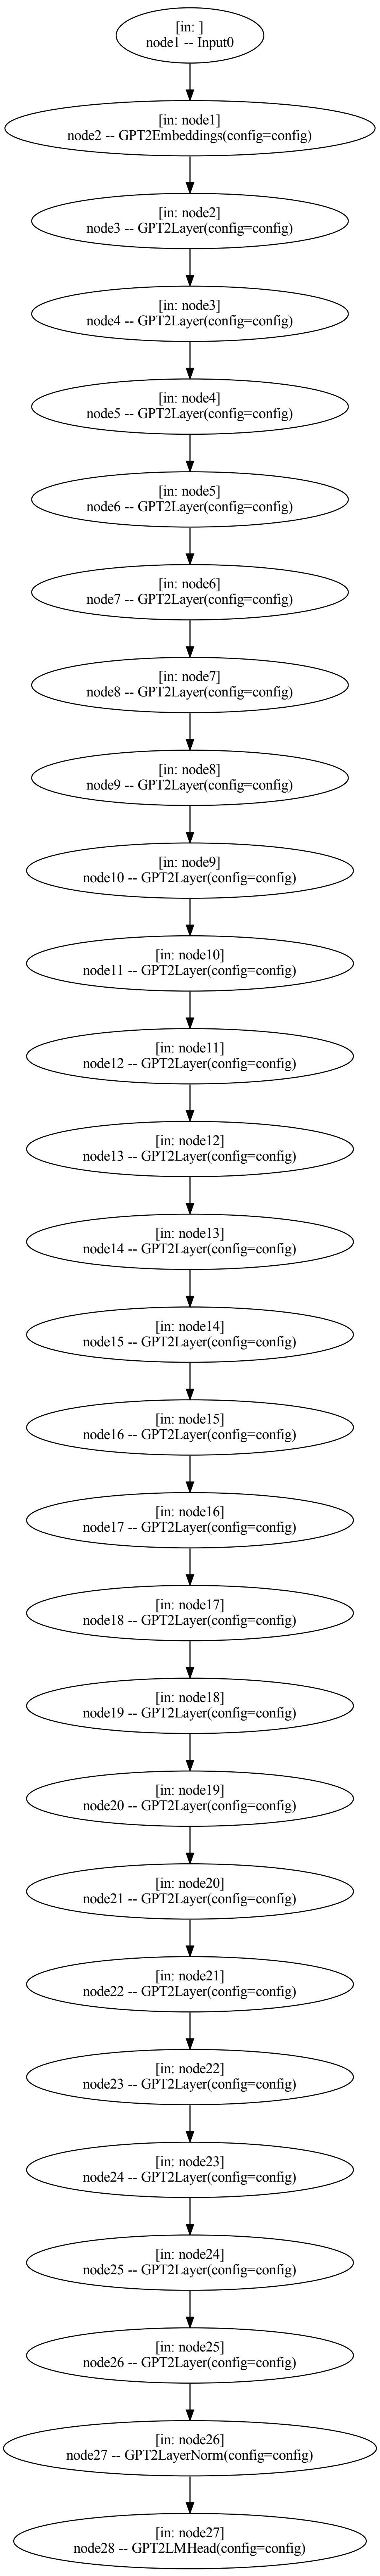 [in: ]
node1 -- Input0
[in: node1]
node2 -- GPT2Embeddings(config=config)
[in: node2]
node3 -- GPT2Layer(config=config)
[in: node3]
node4 -- GPT2Layer(config=config)
[in: node4]
node5 -- GPT2Layer(config=config)
[in: node5]
node6 -- GPT2Layer(config=config)
[in: node6]
node7 -- GPT2Layer(config=config)
[in: node7]
node8 -- GPT2Layer(config=config)
[in: node8]
node9 -- GPT2Layer(config=config)
[in: node9]
node10 -- GPT2Layer(config=config)
[in: node10]
node11 -- GPT2Layer(config=config)
[in: node11]
node12 -- GPT2Layer(config=config)
[in: node12]
node13 -- GPT2Layer(config=config)
[in: node13]
node14 -- GPT2Layer(config=config)
[in: node14]
node15 -- GPT2Layer(config=config)
[in: node15]
node16 -- GPT2Layer(config=config)
[in: node16]
node17 -- GPT2Layer(config=config)
[in: node17]
node18 -- GPT2Layer(config=config)
[in: node18]
node19 -- GPT2Layer(config=config)
[in: node19]
node20 -- GPT2Layer(config=config)
[in: node20]
node21 -- GPT2Layer(config=config)
[in: node21]
node22 -- GPT2Layer(config=config)
[in: node22]
node23 -- GPT2Layer(config=config)
[in: node23]
node24 -- GPT2Layer(config=config)
[in: node24]
node25 -- GPT2Layer(config=config)
[in: node25]
node26 -- GPT2Layer(config=config)
[in: node26]
node27 -- GPT2LayerNorm(config=config)
[in: node27]
node28 -- GPT2LMHead(config=config)